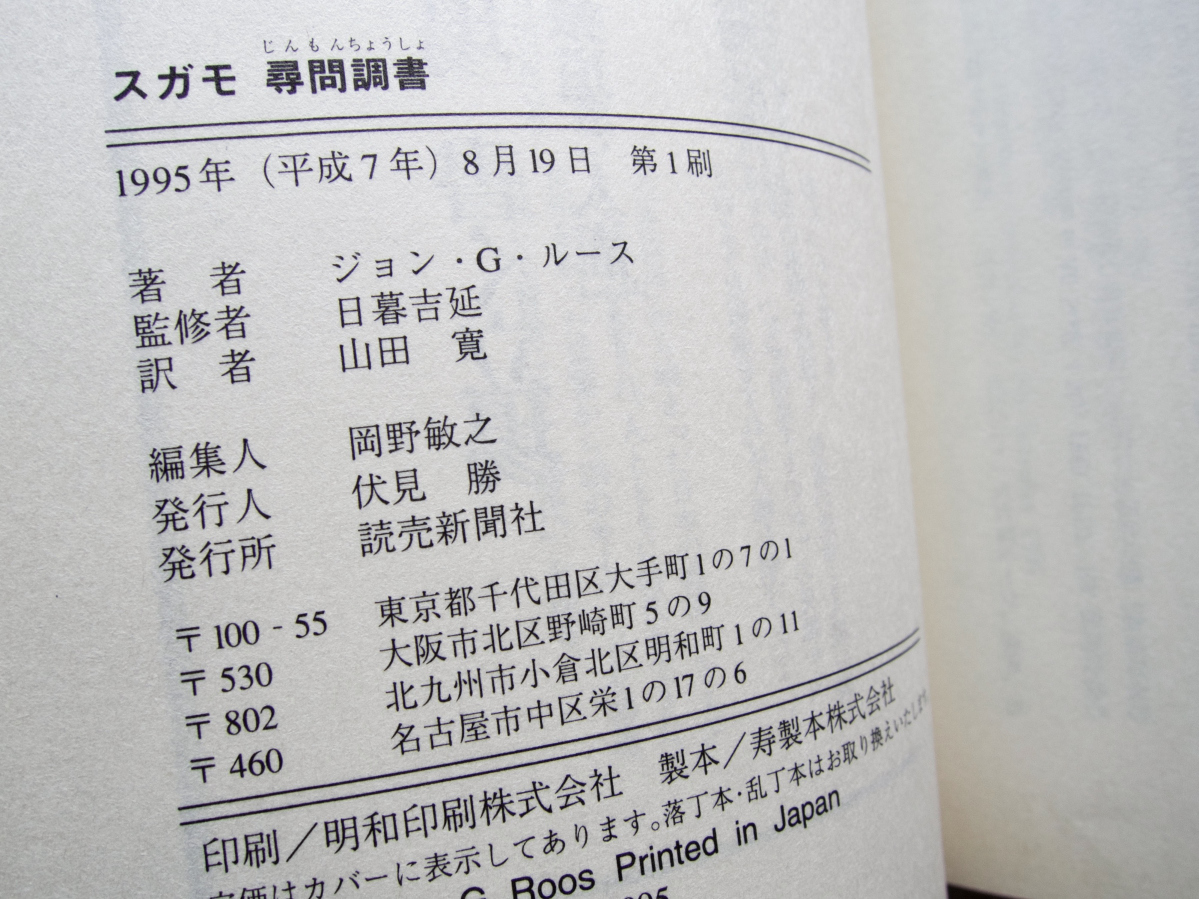 じんもんちょうしょ
スガモ 尋問調書
1995年（平成7年）8月19日 第1刷
著 者 ジョン・G・ルース
監修者 日暮吉延
訳 者 山田 寛
編集人 岡野敏之
発行人 伏見 勝
発行所 読売新聞社
〒100-55 東京都千代田区大手町1の7の1
〒530 大阪市北区野崎町5の9
〒802 北九州市小倉北区明和町1の11
〒460 名古屋市中区栄1の17の6
印刷／明和印刷株式会社 製本／寿製本株式会社
定価はカバーに表示してあります。落丁本・乱丁本はお取り換えいたします。
G. Roos Printed in Japan